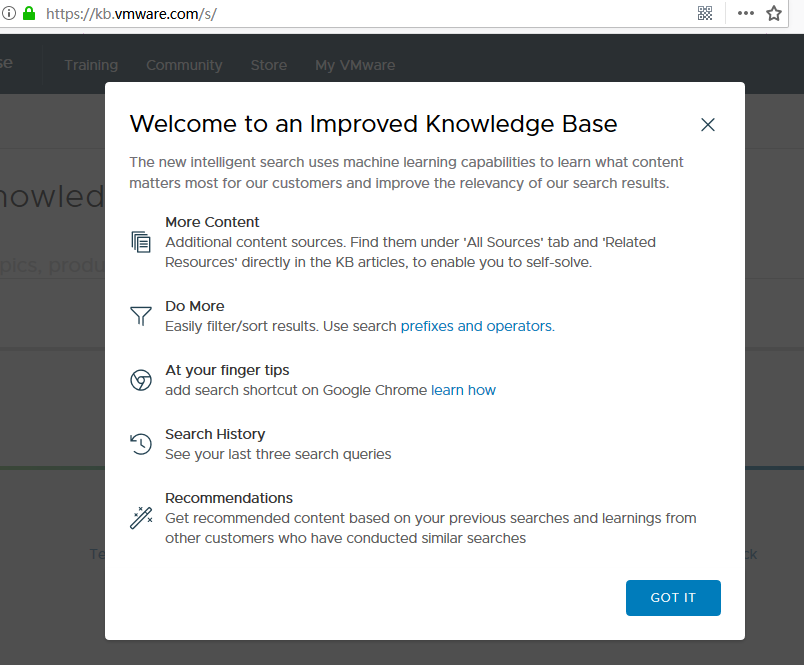 https://kb.vmware.com/s/
se Training Community Store My VMware
Welcome to an Improved Knowledge Base
The new intelligent search uses machine learning capabilities to learn what content
matters most for our customers and improve the relevancy of our search results.
nowled
More Content
Additional content sources. Find them under 'All Sources' tab and 'Related
Resources' directly in the KB articles, to enable you to self-solve.
pics, produ
Do More
Easily filter/sort results. Use search prefixes and operators.
At your finger tips
add search shortcut on Google Chrome learn how
Search History
See your last three search queries
Recommendations
Get recommended content based on your previous searches and learnings from
other customers who have conducted similar searches
Te
ck
GOT IT